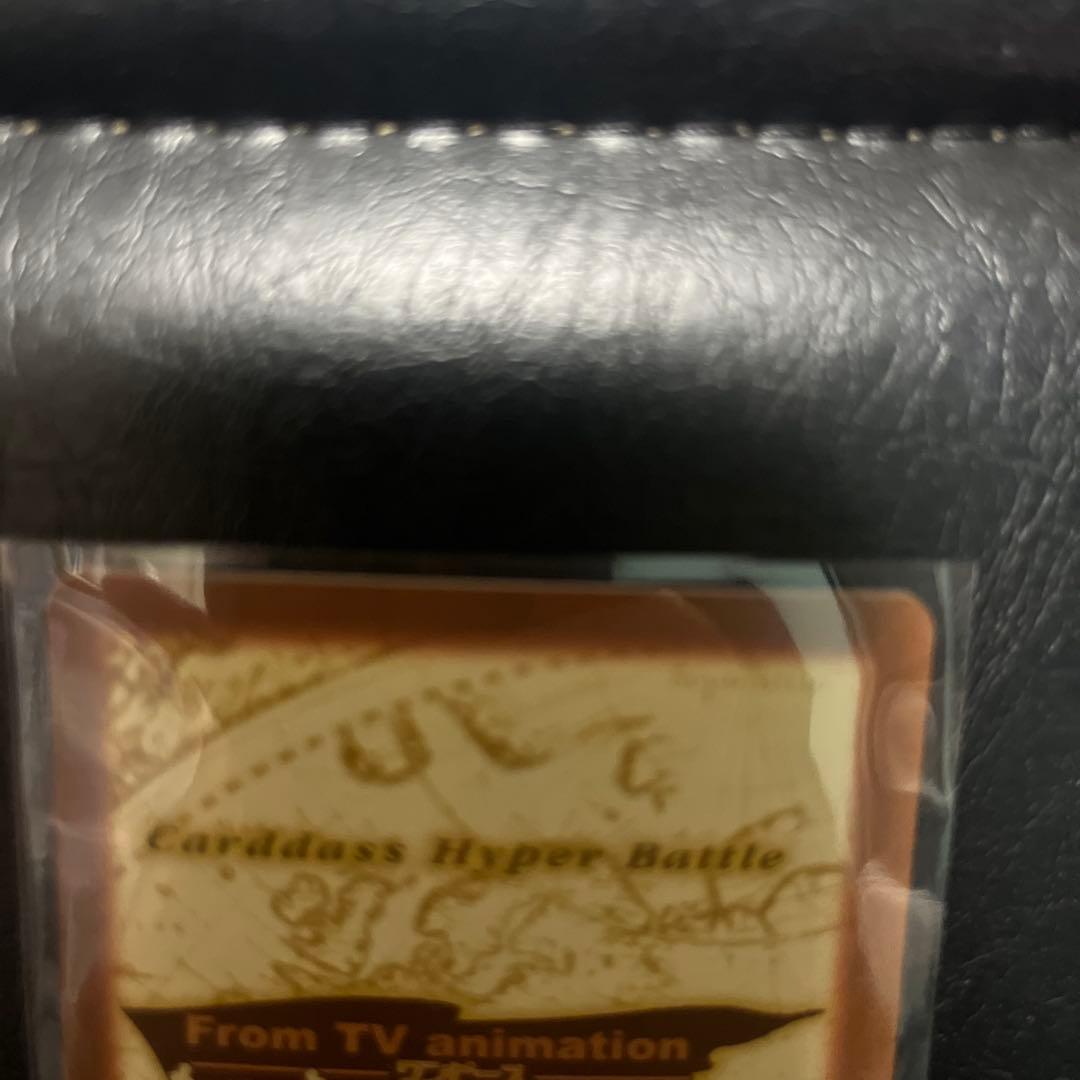 Carddass Hyper Battle
From TV animation